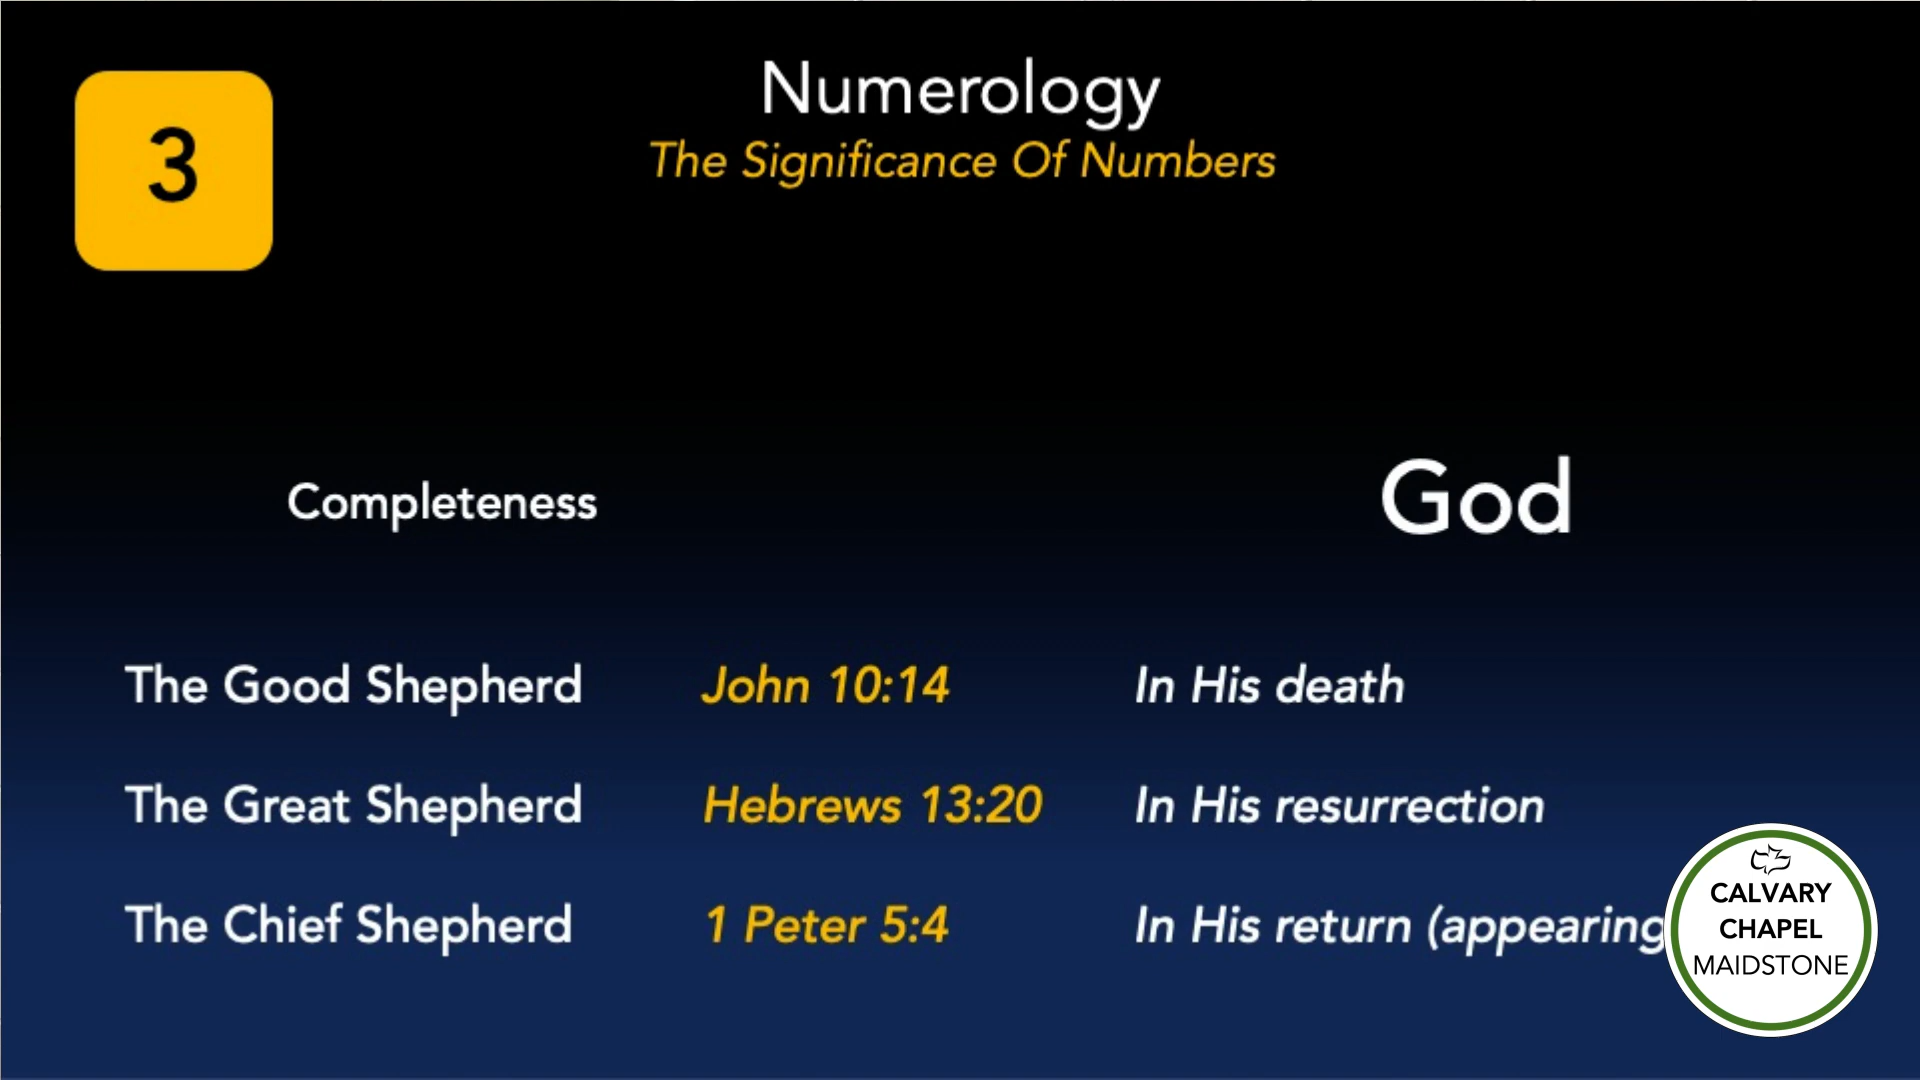 3
Numerology
The Significance Of Numbers
Completeness
God
The Good Shepherd John 10:14 In His death
The Great Shepherd Hebrews 13:20 In His resurrection
The Chief Shepherd 1 Peter 5:4 In His return (appearing
CALVARY
CHAPEL
MAIDSTONE